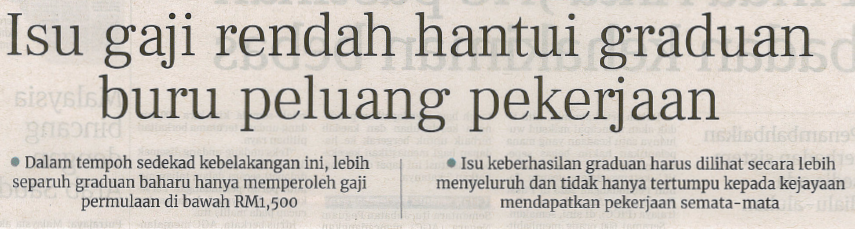 Isu gaji rendah hantui graduan
buru peluang pekerjaan
• Dalam tempoh sedekad kebelakangan ini, lebih
separuh graduan baharu hanya memperoleh gaji
permulaan di bawah RM1,500
• Isu keberhasilan graduan harus dilihat secara lebih
menyeluruh dan tidak hanya tertumpu kepada kejayaan
mendapatkan pekerjaan semata-mata